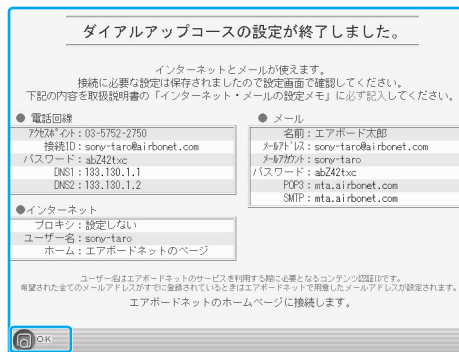 ダイアルアップコースの設定が終了しました。
インターネットとメールが使えます。
接続に必要な設定は保存されましたので設定画面で確認してください。
下記の内容を取扱説明書の「インターネット・メールの設定メモ」に必ず記入してください。
● 電話回線
アクセスポイント：03-5752-2750
接続ID：sony-taro@airbonet.com
パスワード：abZ42txc
DNS1：133.130.1.1
DNS2：133.130.1.2
● メール
名前：エアボード太郎
メールアドレス：sony-taro@airbonet.com
メールアカウント：sony-taro
パスワード：abZ42txc
POP3：mta.airbonet.com
SMTP：mta.airbonet.com
●インターネット
プロキシ：設定しない
ユーザー名：sony-taro
ホーム：エアボードネットのページ
ユーザー名はエアボードネットのサービスを利用する際に必要となるコンテンツ認証IDです。
希望された全てのメールアドレスがすでに登録されているときはエアボードネットで用意したメールアドレスが設定されます。
エアボードネットのホームページに接続します。
OK